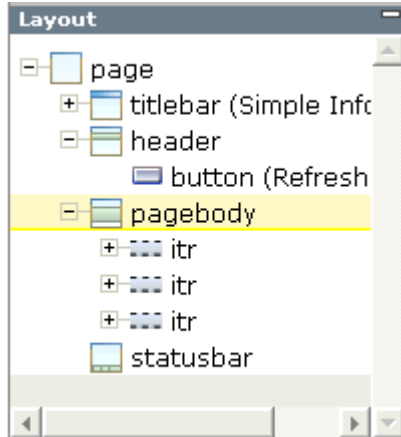 Layout
page
titlebar (Simple Info
header
button (Refresh
pagebody
itr
itr
itr
statusbar